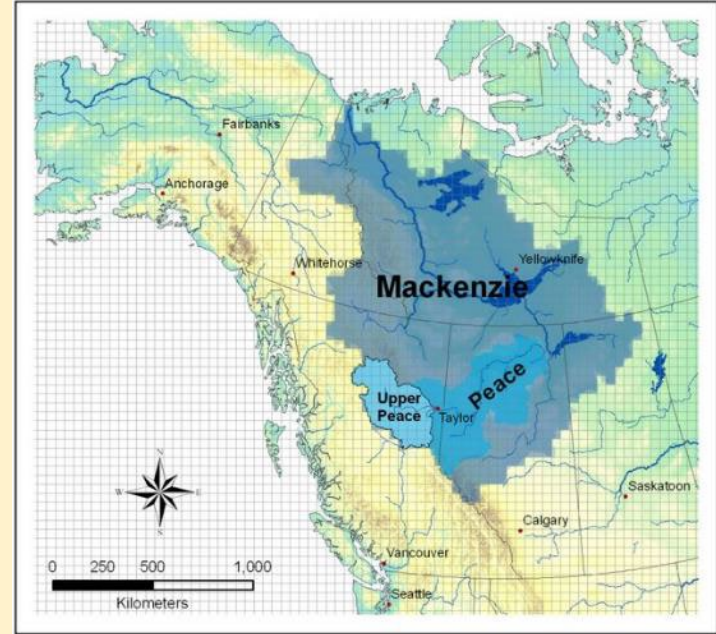 Fairbanks
Anchorage
Whitehorse
Yellowknife
Mackenzie
Peace
Upper
Peace
Taylor
Saskatoon
Calgary
Vancouver
Seattle
N
W
E
S
0 250 500 1,000
Kilometers